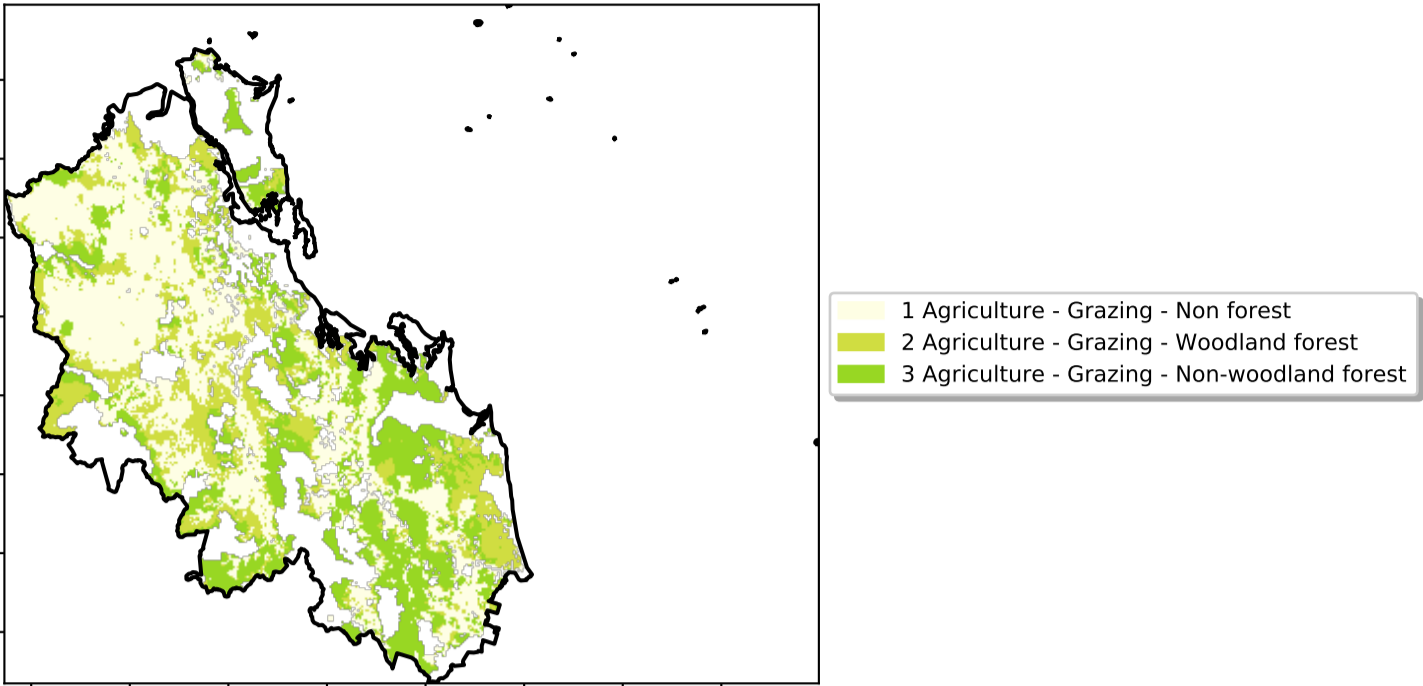 1 Agriculture - Grazing - Non forest
2 Agriculture - Grazing - Woodland forest
3 Agriculture - Grazing - Non-woodland forest